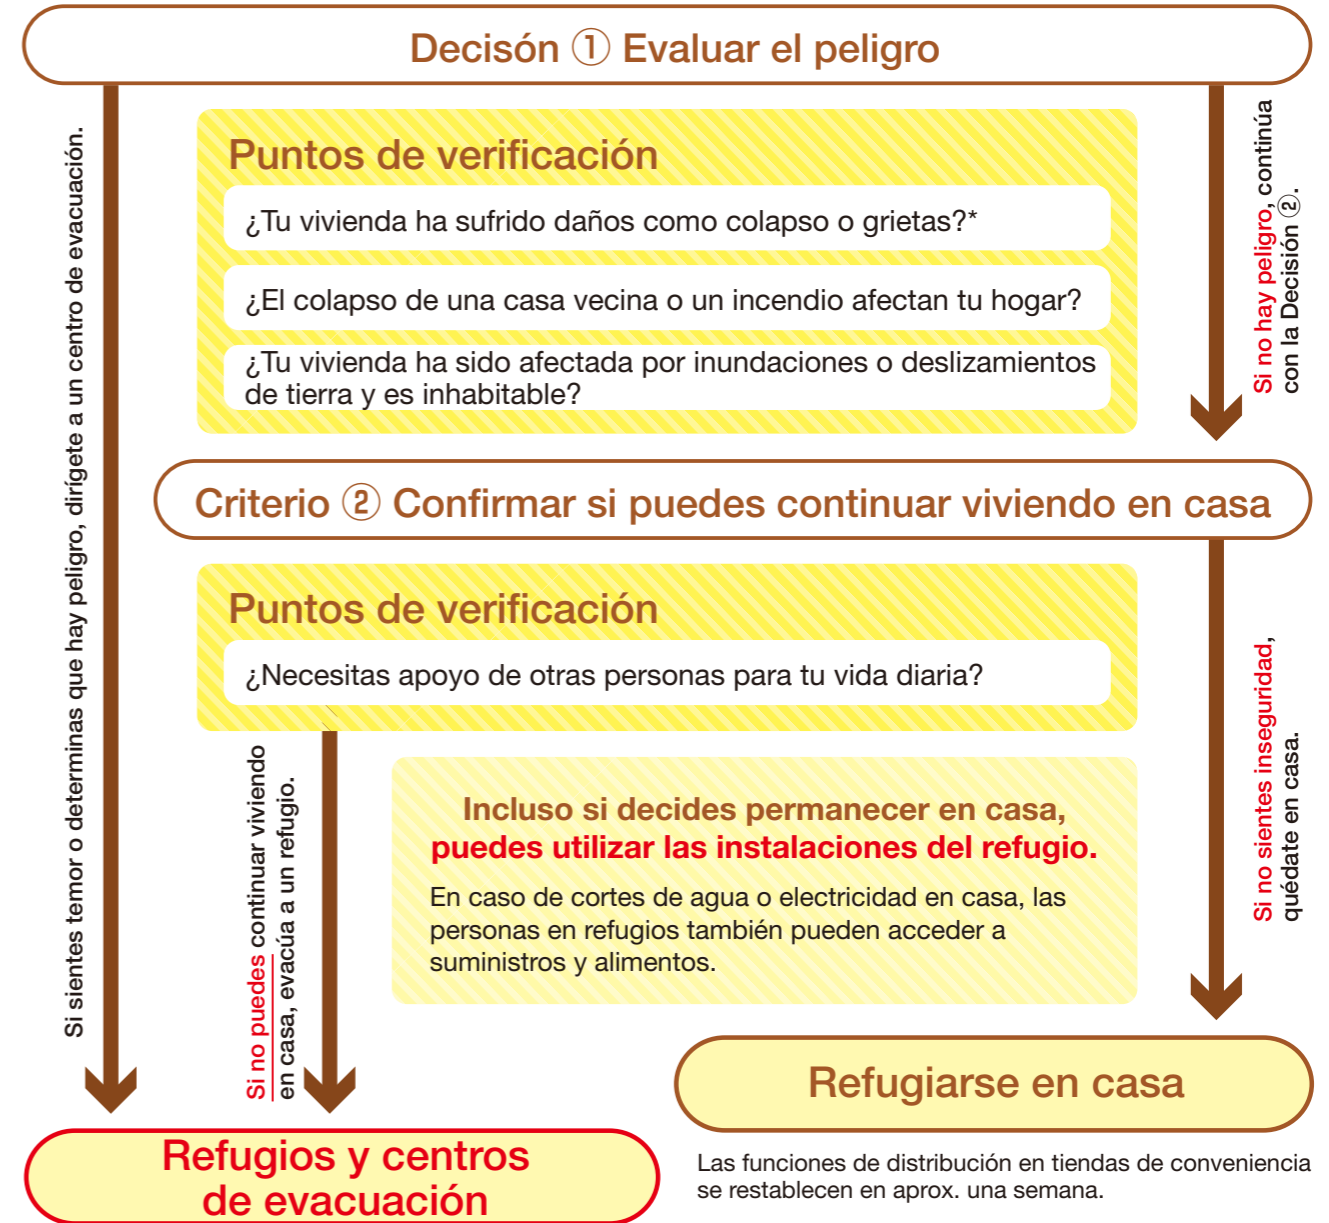 Decisón ① Evaluar el peligro
Si sientes temor o determinas que hay peligro, dirígete a un centro de evacuación.
Puntos de verificación
¿Tu vivienda ha sufrido daños como colapso o grietas?*
¿El colapso de una casa vecina o un incendio afectan tu hogar?
¿Tu vivienda ha sido afectada por inundaciones o deslizamientos
de tierra y es inhabitable?
Si no hay peligro, continúa
con la Decisión ②.
Criterio ② Confirmar si puedes continuar viviendo en casa
Puntos de verificación
¿Necesitas apoyo de otras personas para tu vida diaria?
Si no puedes continuar viviendo
en casa, evacúa a un refugio.
Incluso si decides permanecer en casa,
puedes utilizar las instalaciones del refugio.
En caso de cortes de agua o electricidad en casa, las
personas en refugios también pueden acceder a
suministros y alimentos.
Si no sientes inseguridad,
quédate en casa.
Refugiarse en casa
Las funciones de distribución en tiendas de conveniencia
se restablecen en aprox. una semana.
Refugios y centros
de evacuación